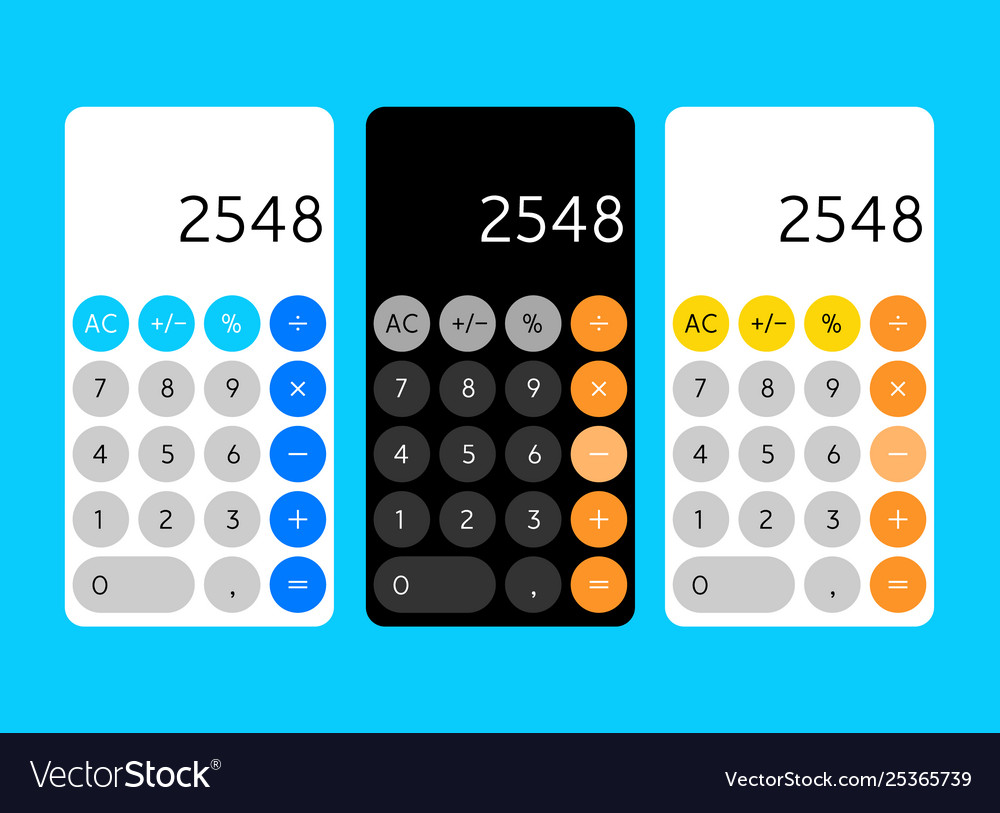 2548
AC +/− % ÷
7 8 9 ×
4 5 6 −
1 2 3 +
0 , =
2548
AC +/− % ÷
7 8 9 ×
4 5 6 −
1 2 3 +
0 , =
2548
AC +/− % ÷
7 8 9 ×
4 5 6 −
1 2 3 +
0 , =
VectorStock®
VectorStock.com/25365739